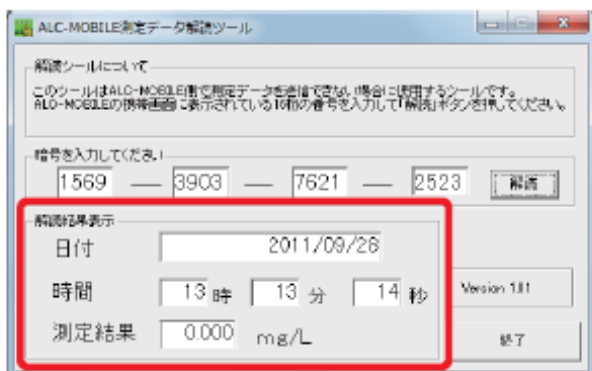 ALC-MOBILE測定データ解読ツール
解読ツールについて
このツールはALC-MOBILE側で測定データを送信できない場合に使用するツールです。
ALC-MOBILEの携帯画面に表示されている16桁の番号を入力して「解読」ボタンを押してください。
暗号を入力してください
1569 — 3903 — 7621 — 2523 解読
解読結果表示
日付 2011/09/28
時間 13 時 13 分 14 秒
Version 1.01
測定結果 0.000 mg/L
終了